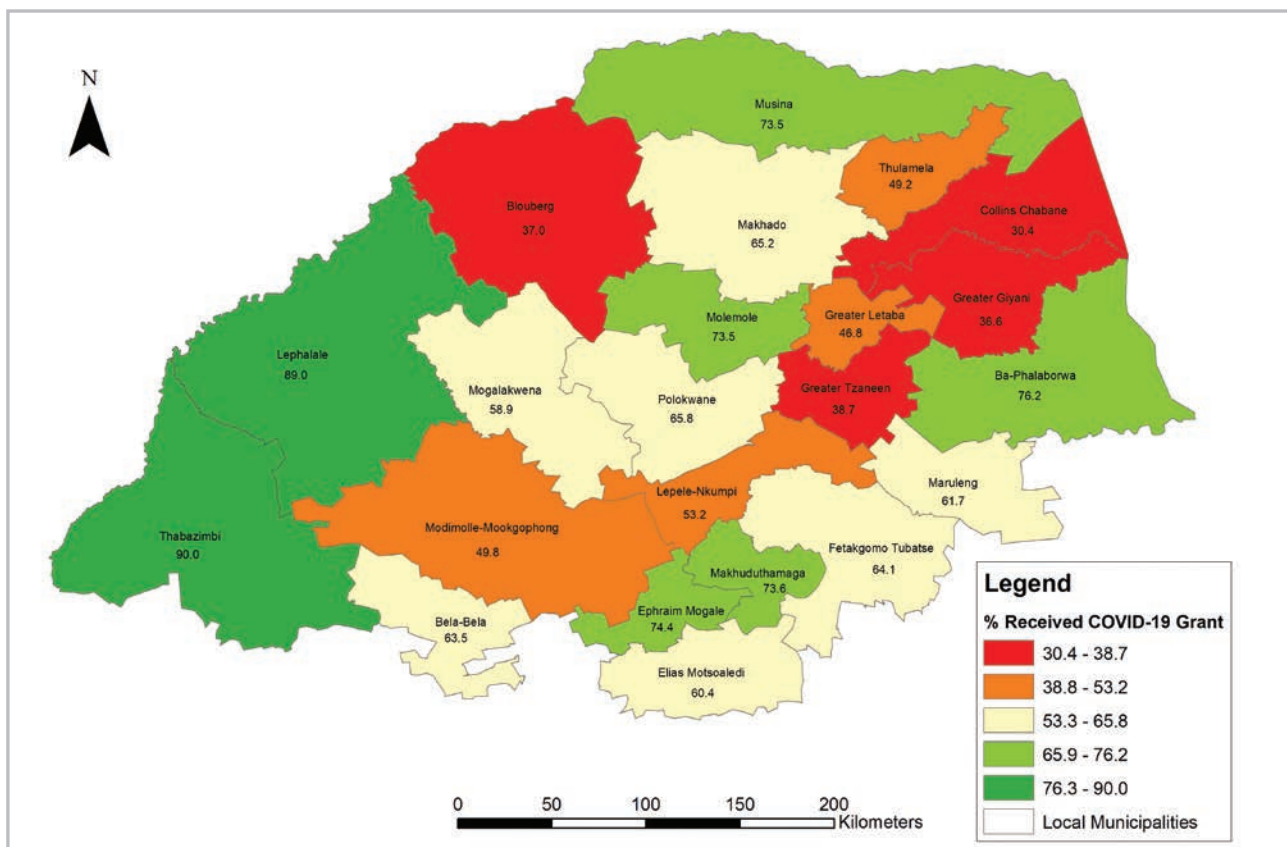 N
Musina
73.5
Thulamela
49.2
Blouberg
37.0
Collins Chabane
30.4
Makhado
65.2
Greater Giyani
36.6
Molemole
73.5
Greater Letaba
46.8
Lephalale
89.0
Ba-Phalaborwa
76.2
Mogalakwena
58.9
Polokwane
65.8
Greater Tzaneen
38.7
Maruleng
61.7
Lepele-Nkumpi
53.2
Modimolle-Mookgophong
49.8
Thabazimbi
90.0
Fetakgomo Tubatse
64.1
Makhuduthamaga
73.6
Ephraim Mogale
74.4
Bela-Bela
63.5
Elias Motsoaledi
60.4
Legend
% Received COVID-19 Grant
30.4 - 38.7
38.8 - 53.2
53.3 - 65.8
65.9 - 76.2
76.3 - 90.0
Local Municipalities
0 50 100 150 200
Kilometers